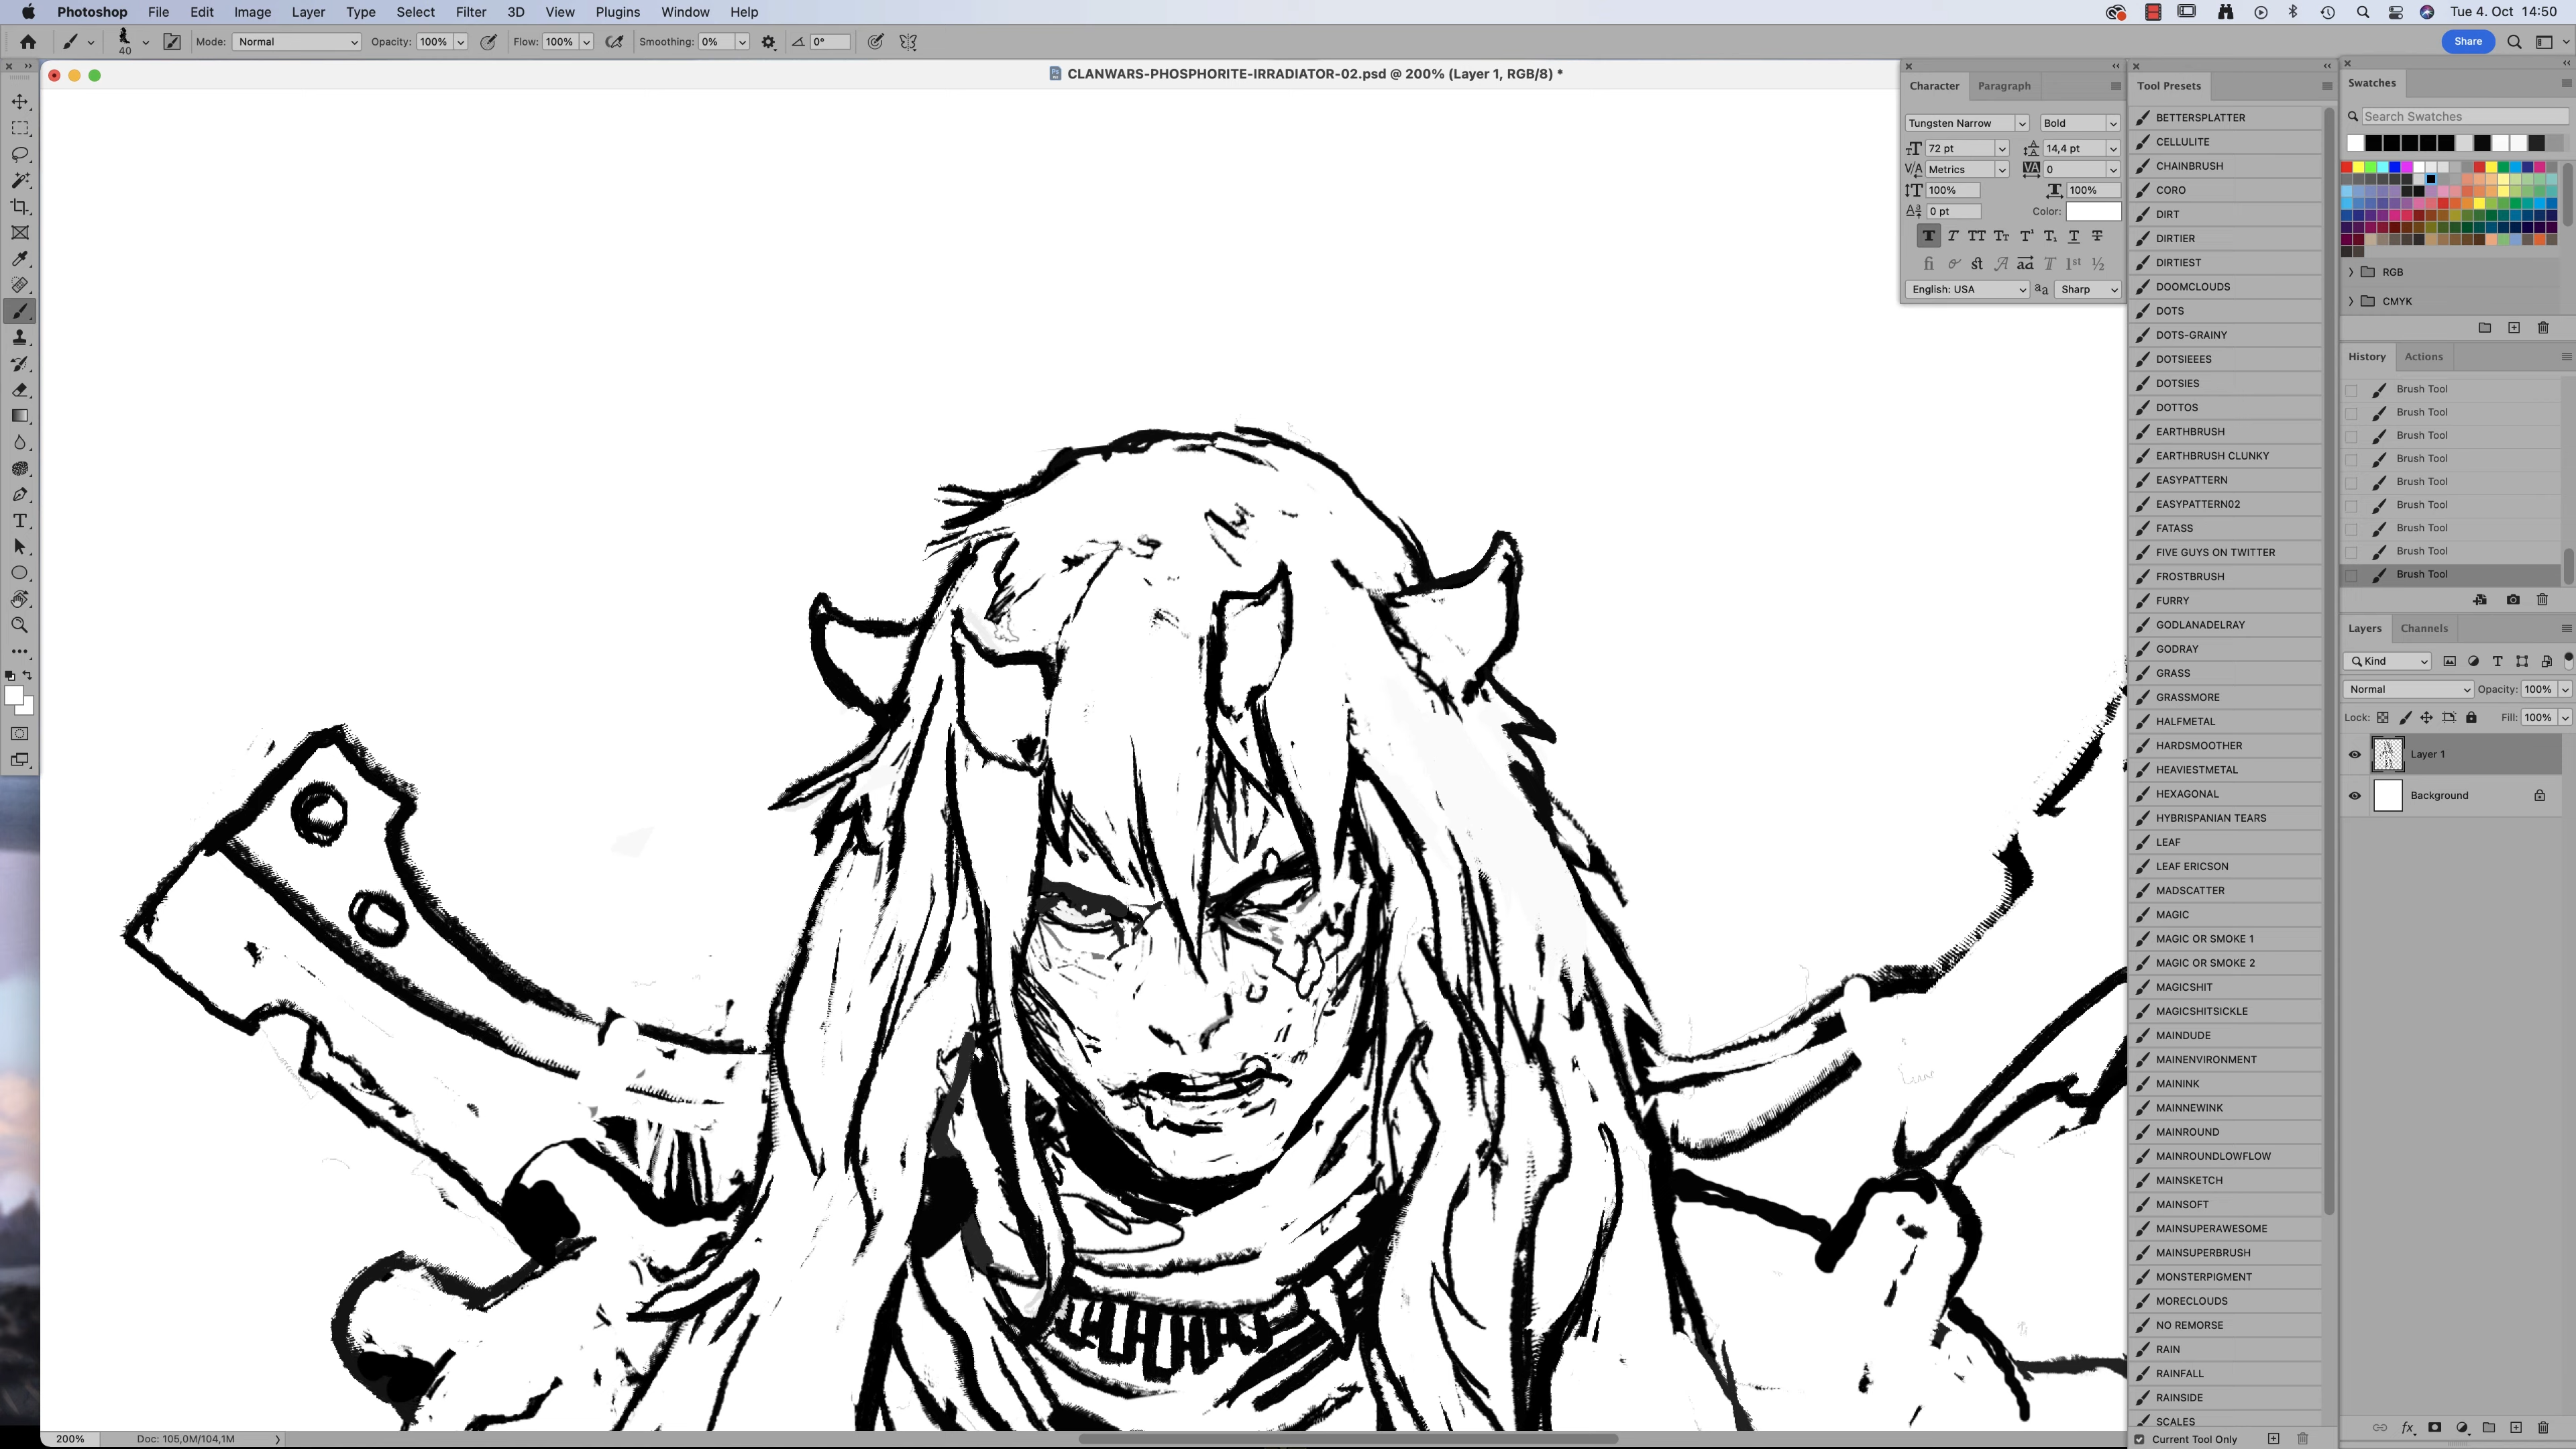 Photoshop File Edit Image Layer Type Select Filter 3D View Plugins Window Help Tue 4. Oct 14:50
40 Mode: Normal Opacity: 100% Flow: 100% Smoothing: 0% 0° Share
CLANWARS-PHOSPHORITE-IRRADIATOR-02.psd @ 200% (Layer 1, RGB/8) *
Character Paragraph
Tungsten Narrow Bold
72 pt 14,4 pt
Metrics 0
100% 100%
0 pt Color:
English: USA Sharp
Tool Presets
BETTERSPLATTER
CELLULITE
CHAINBRUSH
CORO
DIRT
DIRTIER
DIRTIEST
DOOMCLOUDS
DOTS
DOTS-GRAINY
DOTSIEEES
DOTSIES
DOTTOS
EARTHBRUSH
EARTHBRUSH CLUNKY
EASYPATTERN
EASYPATTERN02
FATASS
FIVE GUYS ON TWITTER
FROSTBRUSH
FURRY
GODLANADELRAY
GODRAY
GRASS
GRASSMORE
HALFMETAL
HARDSMOOTHER
HEAVIESTMETAL
HEXAGONAL
HYBRISPANIAN TEARS
LEAF
LEAF ERICSON
MADSCATTER
MAGIC
MAGIC OR SMOKE 1
MAGIC OR SMOKE 2
MAGICSHIT
MAGICSHITSICKLE
MAINDUDE
MAINENVIRONMENT
MAININK
MAINNEWINK
MAINROUND
MAINROUNDLOWFLOW
MAINSKETCH
MAINSOFT
MAINSUPERAWESOME
MAINSUPERBRUSH
MONSTERPIGMENT
MORECLOUDS
NO REMORSE
RAIN
RAINFALL
RAINSIDE
SCALES
Current Tool Only
Swatches
Search Swatches
RGB
CMYK
History Actions
Brush Tool
Brush Tool
Brush Tool
Brush Tool
Brush Tool
Brush Tool
Brush Tool
Brush Tool
Brush Tool
Layers Channels
Kind
Normal Opacity: 100%
Lock: Fill: 100%
Layer 1
Background
200% Doc: 105,0M/104,1M